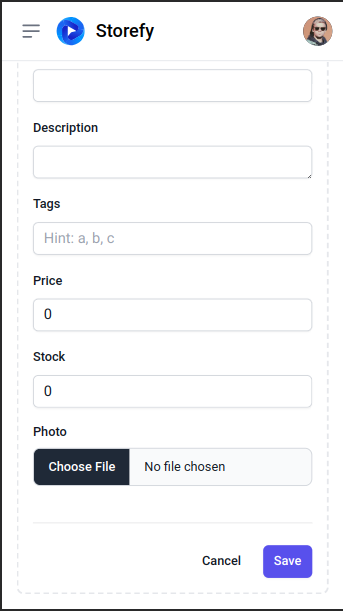 Storefy
Description
Tags
Hint: a, b, c
Price
0
Stock
0
Photo
Choose File No file chosen
Cancel Save